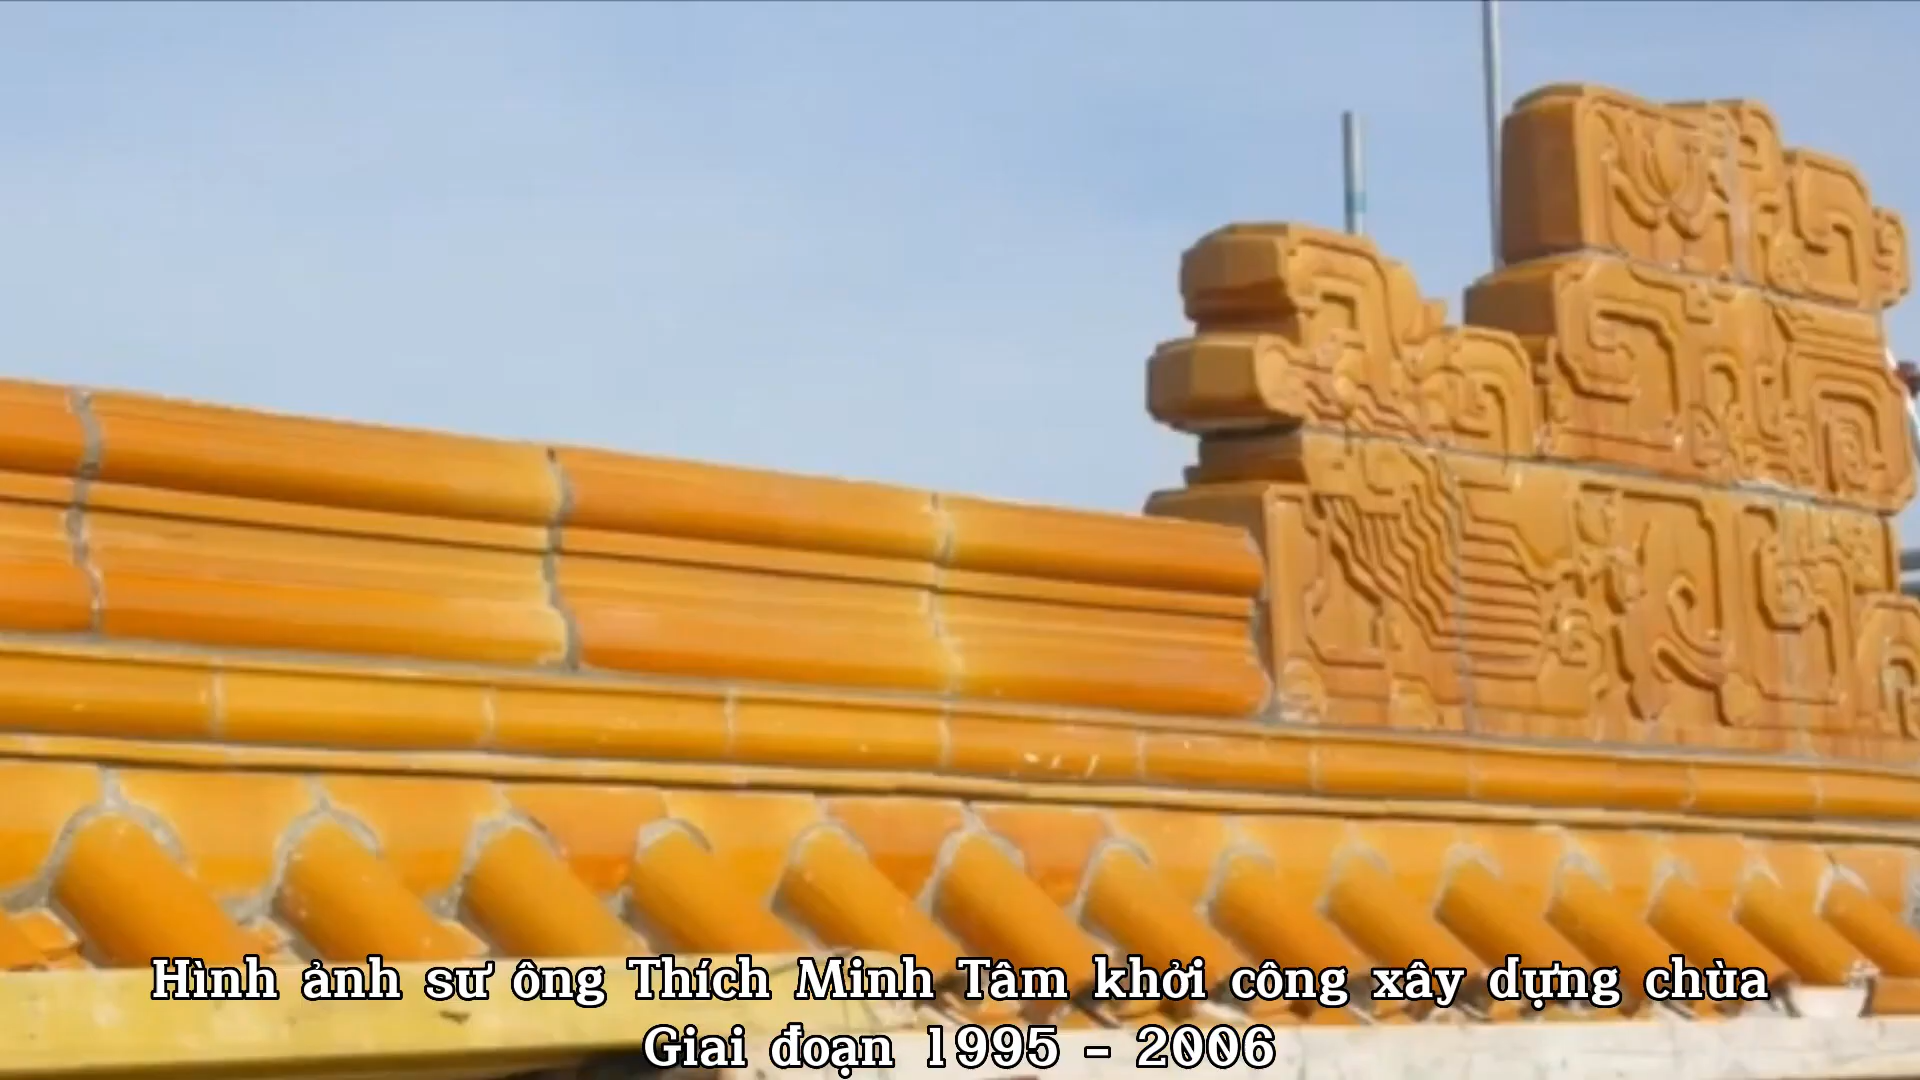 Hình ảnh sư ông Thích Minh Tâm khởi công xây dựng chùa
Giai đoạn 1995 - 2006